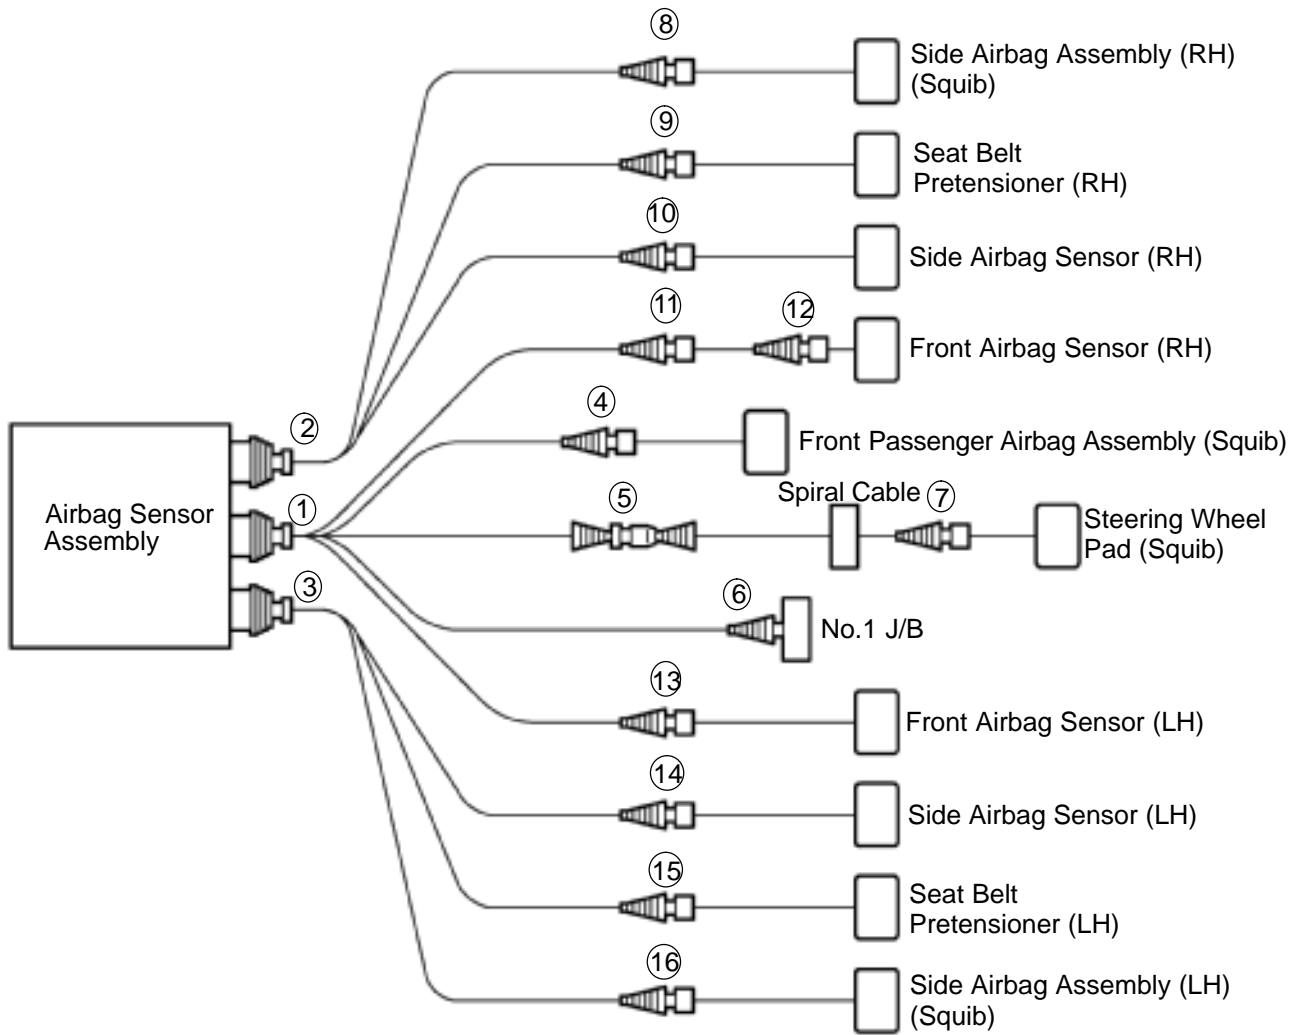 8
Side Airbag Assembly (RH)
(Squib)
9
Seat Belt
Pretensioner (RH)
10
Side Airbag Sensor (RH)
11
12
Front Airbag Sensor (RH)
2
4
Front Passenger Airbag Assembly (Squib)
Airbag Sensor
Assembly
1
5
Spiral Cable
7
Steering Wheel
Pad (Squib)
3
6
No.1 J/B
13
Front Airbag Sensor (LH)
14
Side Airbag Sensor (LH)
15
Seat Belt
Pretensioner (LH)
16
Side Airbag Assembly (LH)
(Squib)